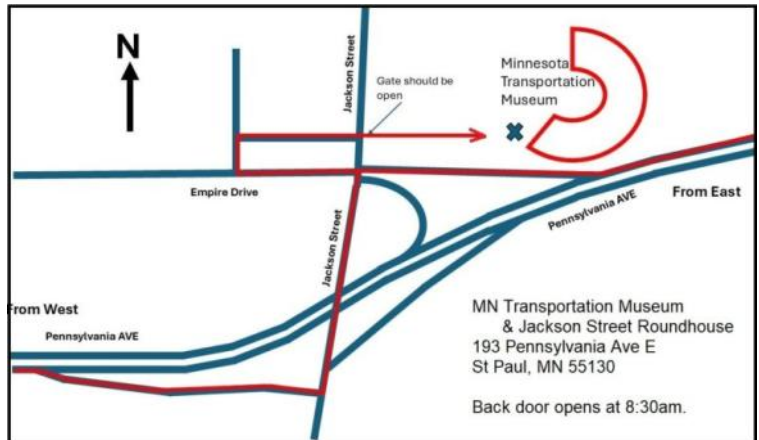 N
Jackson Street
Gate should be
open
Minnesota
Transportation
Museum
Empire Drive
Jackson Street
Pennsylvania AVE
From East
From West
Pennsylvania AVE
MN Transportation Museum
& Jackson Street Roundhouse
193 Pennsylvania Ave E
St Paul, MN 55130
Back door opens at 8:30am.